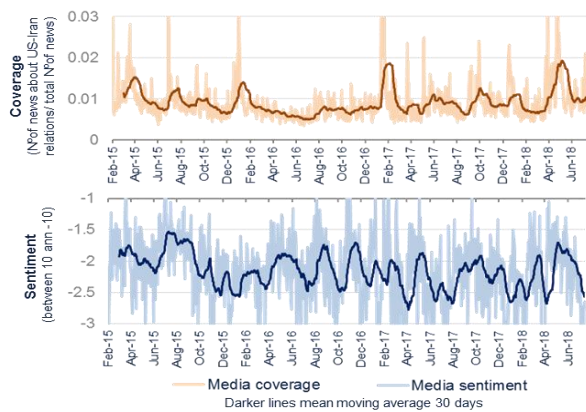 Coverage
(Nºof news about US-Iran
relations/ total Nºof news)
0.03
0.02
0.01
0
Feb-15 Apr-15 Jun-15 Aug-15 Oct-15 Dec-15 Feb-16 Apr-16 Jun-16 Aug-16 Oct-16 Dec-16 Feb-17 Apr-17 Jun-17 Aug-17 Oct-17 Dec-17 Feb-18 Apr-18 Jun-18
Sentiment
(between 10 ann -10)
-1
-1.5
-2
-2.5
-3
Feb-15 Apr-15 Jun-15 Aug-15 Oct-15 Dec-15 Feb-16 Apr-16 Jun-16 Aug-16 Oct-16 Dec-16 Feb-17 Apr-17 Jun-17 Aug-17 Oct-17 Dec-17 Feb-18 Apr-18 Jun-18
Media coverage Media sentiment
Darker lines mean moving average 30 days